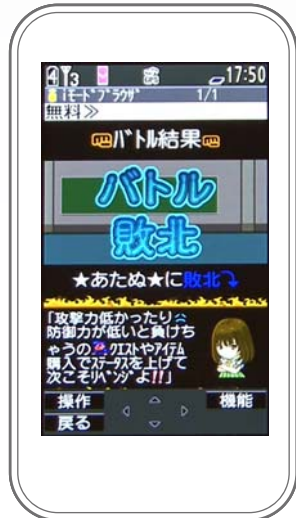 17:50
iモードブラウザ 1/1
無料≫
バトル結果
バトル
敗北
★あたぬ★に敗北
「攻撃力低かったり
防御力が低いと負けち
ゃうの クエストやアイテム
購入でステータスを上げて
次こそリベンジよ!!」
操作 機能
戻る